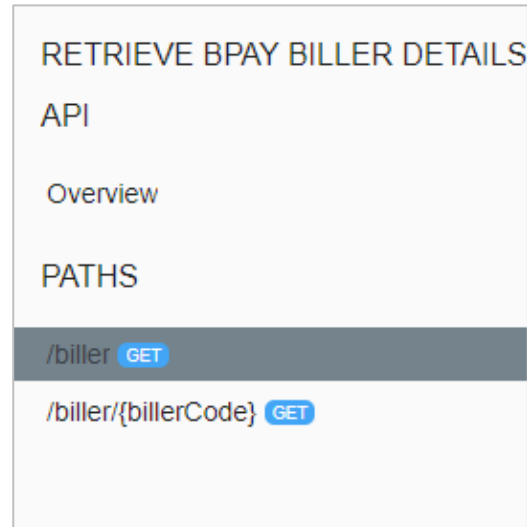 RETRIEVE BPAY BILLER DETAILS
API
Overview
PATHS
/biller GET
/biller/{billerCode} GET